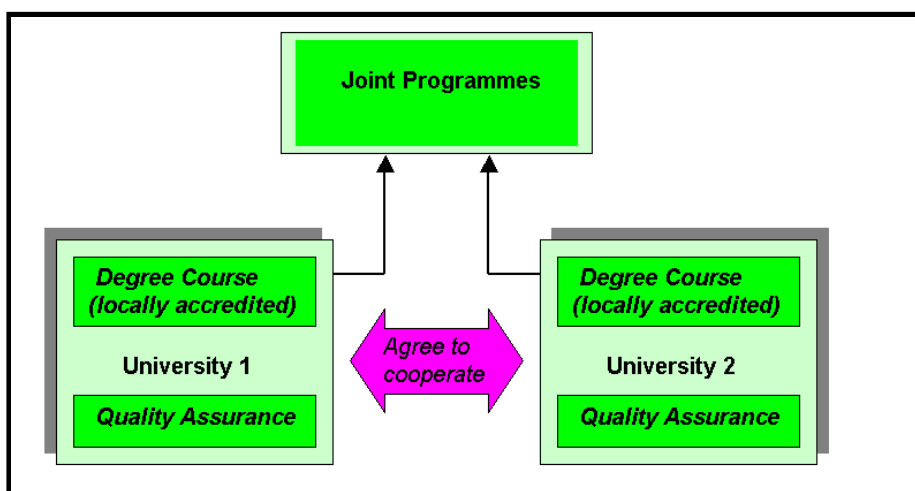 Joint Programmes
Degree Course
(locally accredited)
University 1
Quality Assurance
Agree to
cooperate
Degree Course
(locally accredited)
University 2
Quality Assurance